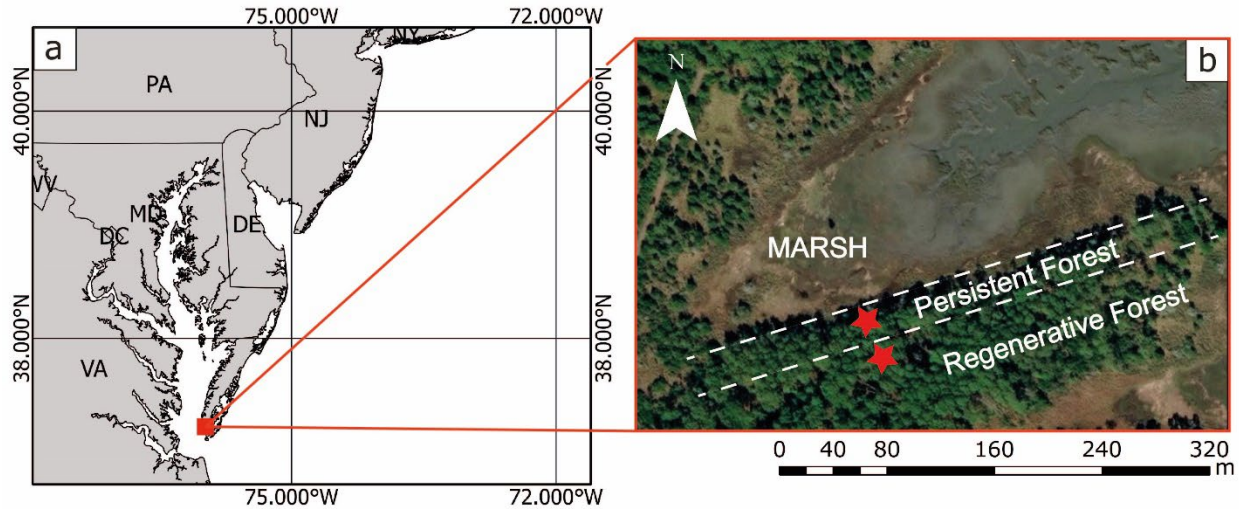 a
75.000°W
72.000°W
NY
PA
NJ
40.000°N
40.000°N
MD
DE
DC
VA
38.000°N
38.000°N
75.000°W
72.000°W
b
N
MARSH
Persistent Forest
Regenerative Forest
0 40 80 160 240 320
m